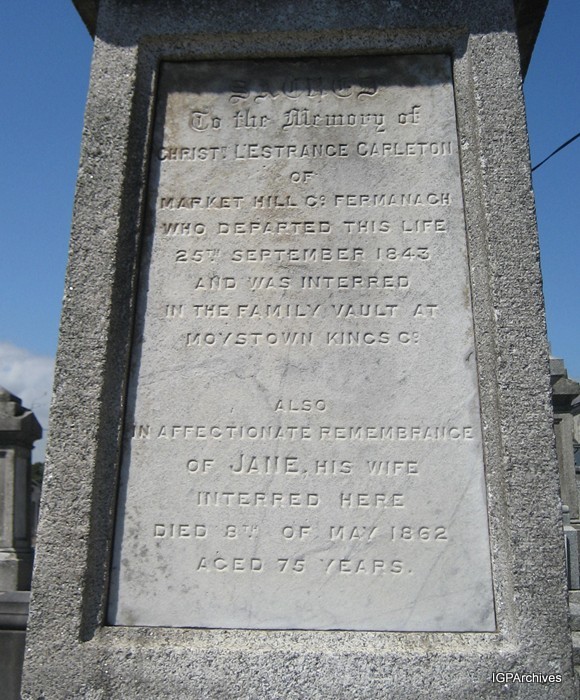 SACRED
To the Memory of
CHRISTR. L'ESTRANGE CARLETON
OF
MARKET HILL Co. FERMANAGH
WHO DEPARTED THIS LIFE
25TH SEPTEMBER 1843
AND WAS INTERRED
IN THE FAMILY VAULT AT
MOYSTOWN KINGS Co.
ALSO
IN AFFECTIONATE REMEMBRANCE
OF JANE, HIS WIFE
INTERRED HERE
DIED 8TH OF MAY 1862
AGED 75 YEARS.
IGPArchives